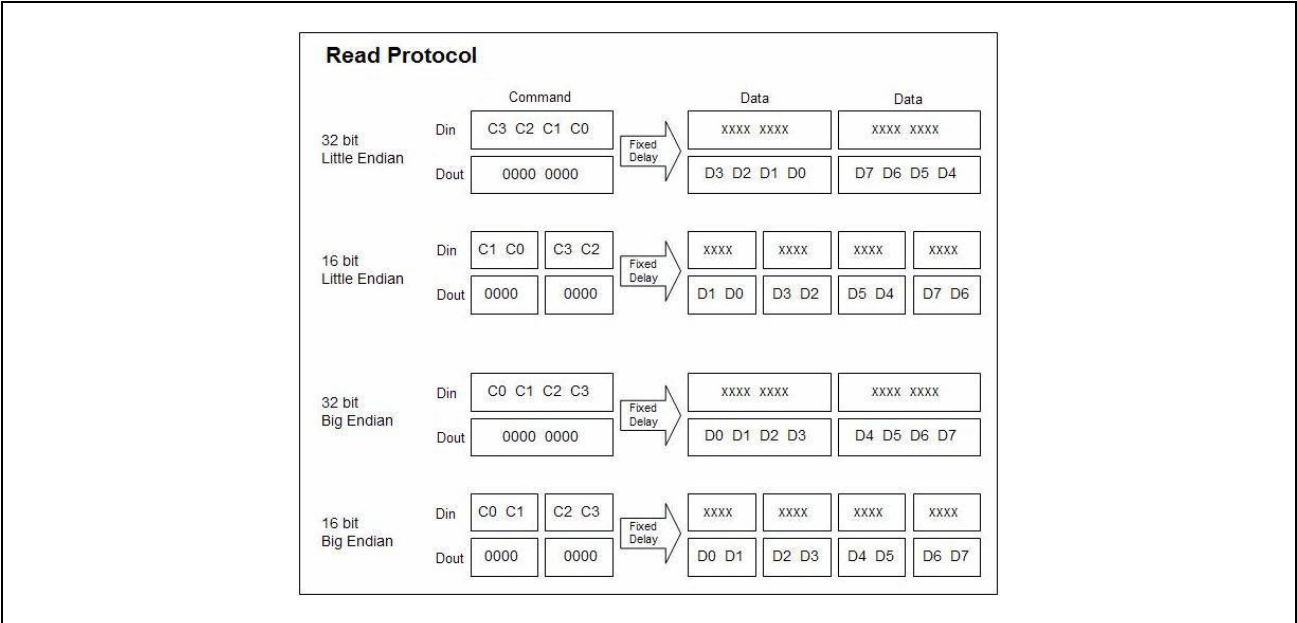 Read Protocol
Command Data Data
32 bit
Little Endian
Din C3 C2 C1 C0 XXXX XXXX XXXX XXXX
Fixed
Delay
Dout 0000 0000 D3 D2 D1 D0 D7 D6 D5 D4
16 bit
Little Endian
Din C1 C0 C3 C2 XXXX XXXX XXXX XXXX
Fixed
Delay
Dout 0000 0000 D1 D0 D3 D2 D5 D4 D7 D6
32 bit
Big Endian
Din C0 C1 C2 C3 XXXX XXXX XXXX XXXX
Fixed
Delay
Dout 0000 0000 D0 D1 D2 D3 D4 D5 D6 D7
16 bit
Big Endian
Din C0 C1 C2 C3 XXXX XXXX XXXX XXXX
Fixed
Delay
Dout 0000 0000 D0 D1 D2 D3 D4 D5 D6 D7